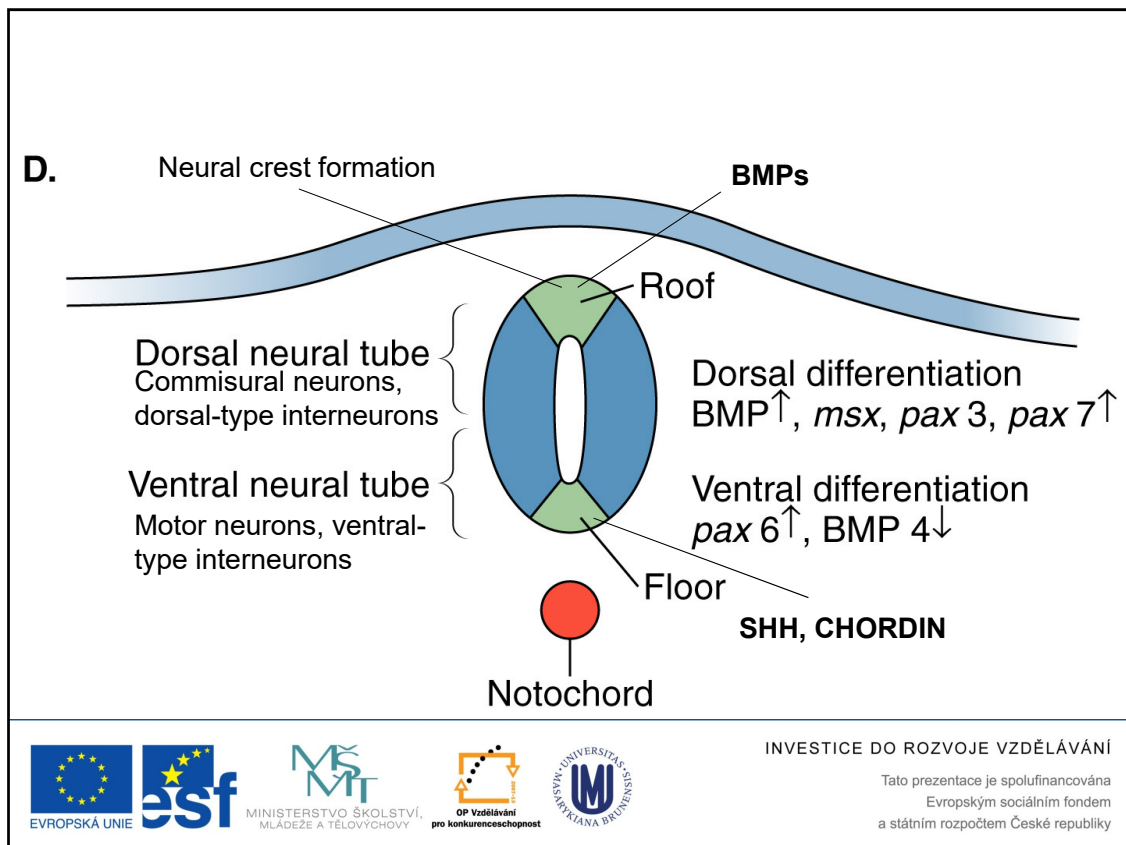 D.
Neural crest formation
BMPs
Roof
Dorsal neural tube
Commisural neurons,
dorsal-type interneurons
Dorsal differentiation
BMP↑, msx, pax 3, pax 7↑
Ventral neural tube
Motor neurons, ventral-
type interneurons
Ventral differentiation
pax 6↑, BMP 4↓
Floor
SHH, CHORDIN
Notochord
EVROPSKÁ UNIE
esf
MŠMT
MINISTERSTVO ŠKOLSTVÍ,
MLÁDEŽE A TĚLOVÝCHOVY
2007-13
OP Vzdělávání
pro konkurenceschopnost
UNIVERSITAS MASARYKIANA BRUNENSIS
INVESTICE DO ROZVOJE VZDĚLÁVÁNÍ
Tato prezentace je spolufinancována
Evropským sociálním fondem
a státním rozpočtem České republiky